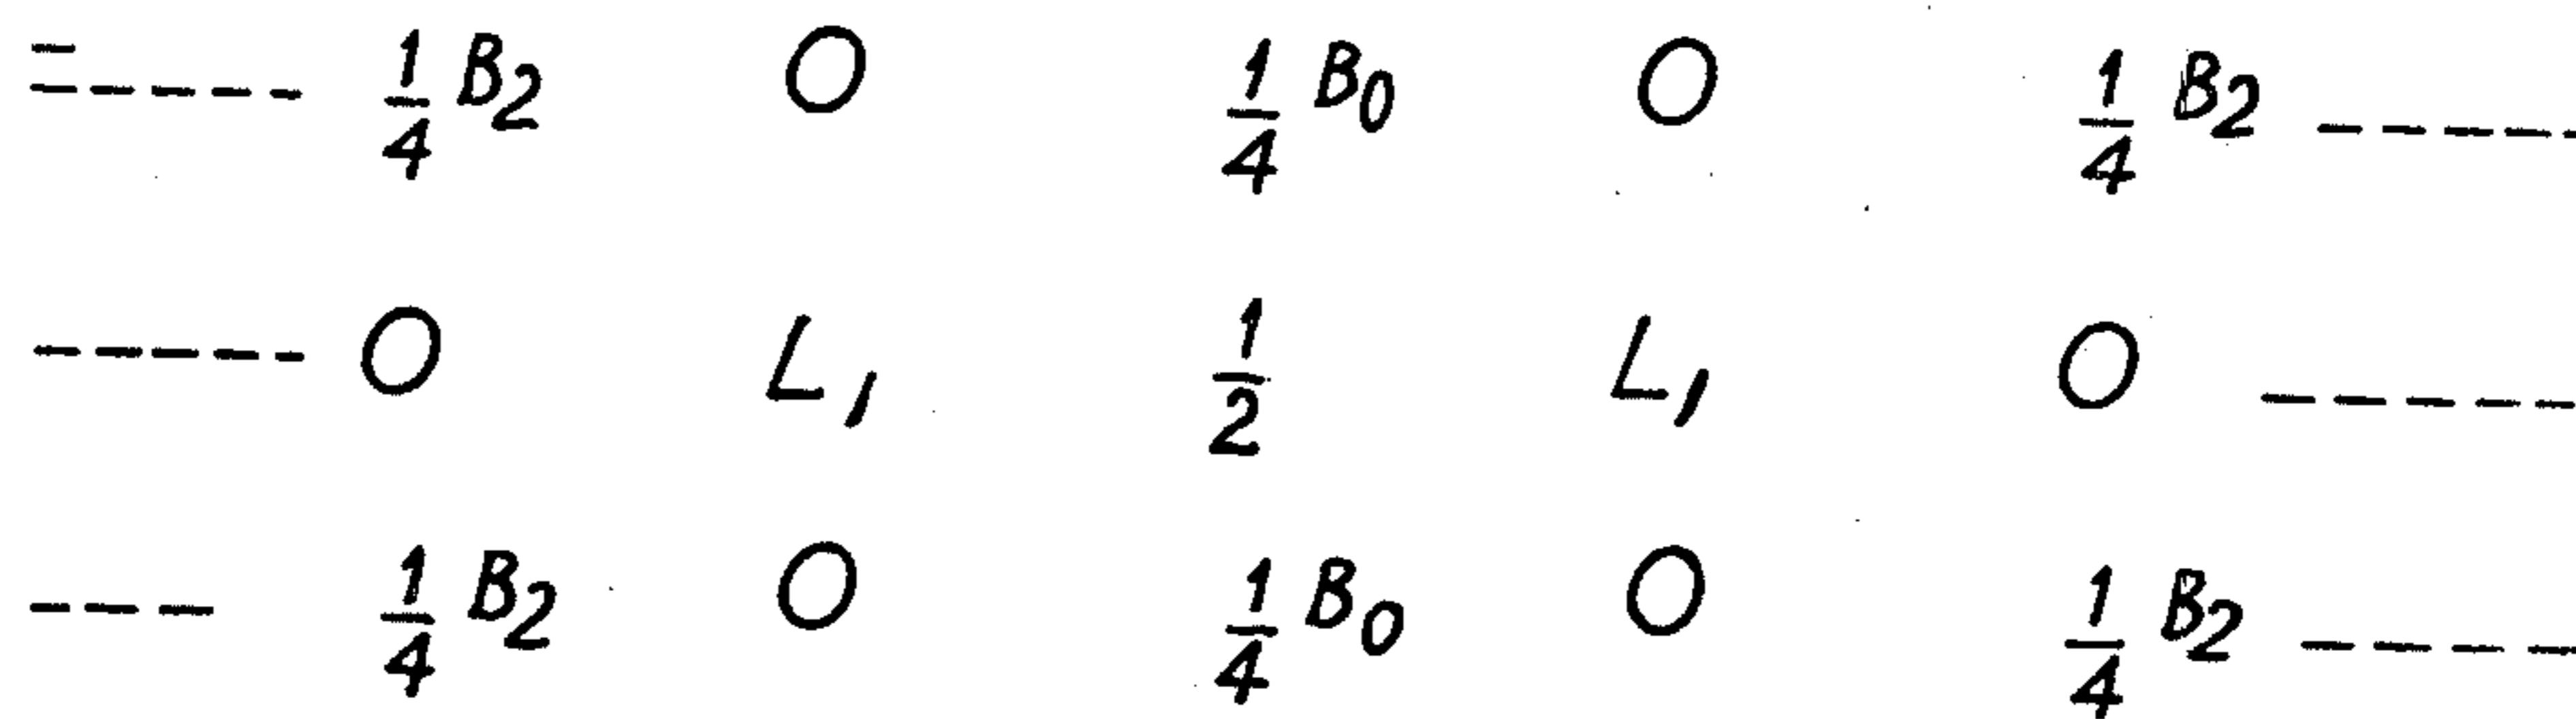 = ----- 1/4 B2 O 1/4 B0 O 1/4 B2 -----
----- O L1 1/2 L1 O -----
--- 1/4 B2 O 1/4 B0 O 1/4 B2 ----